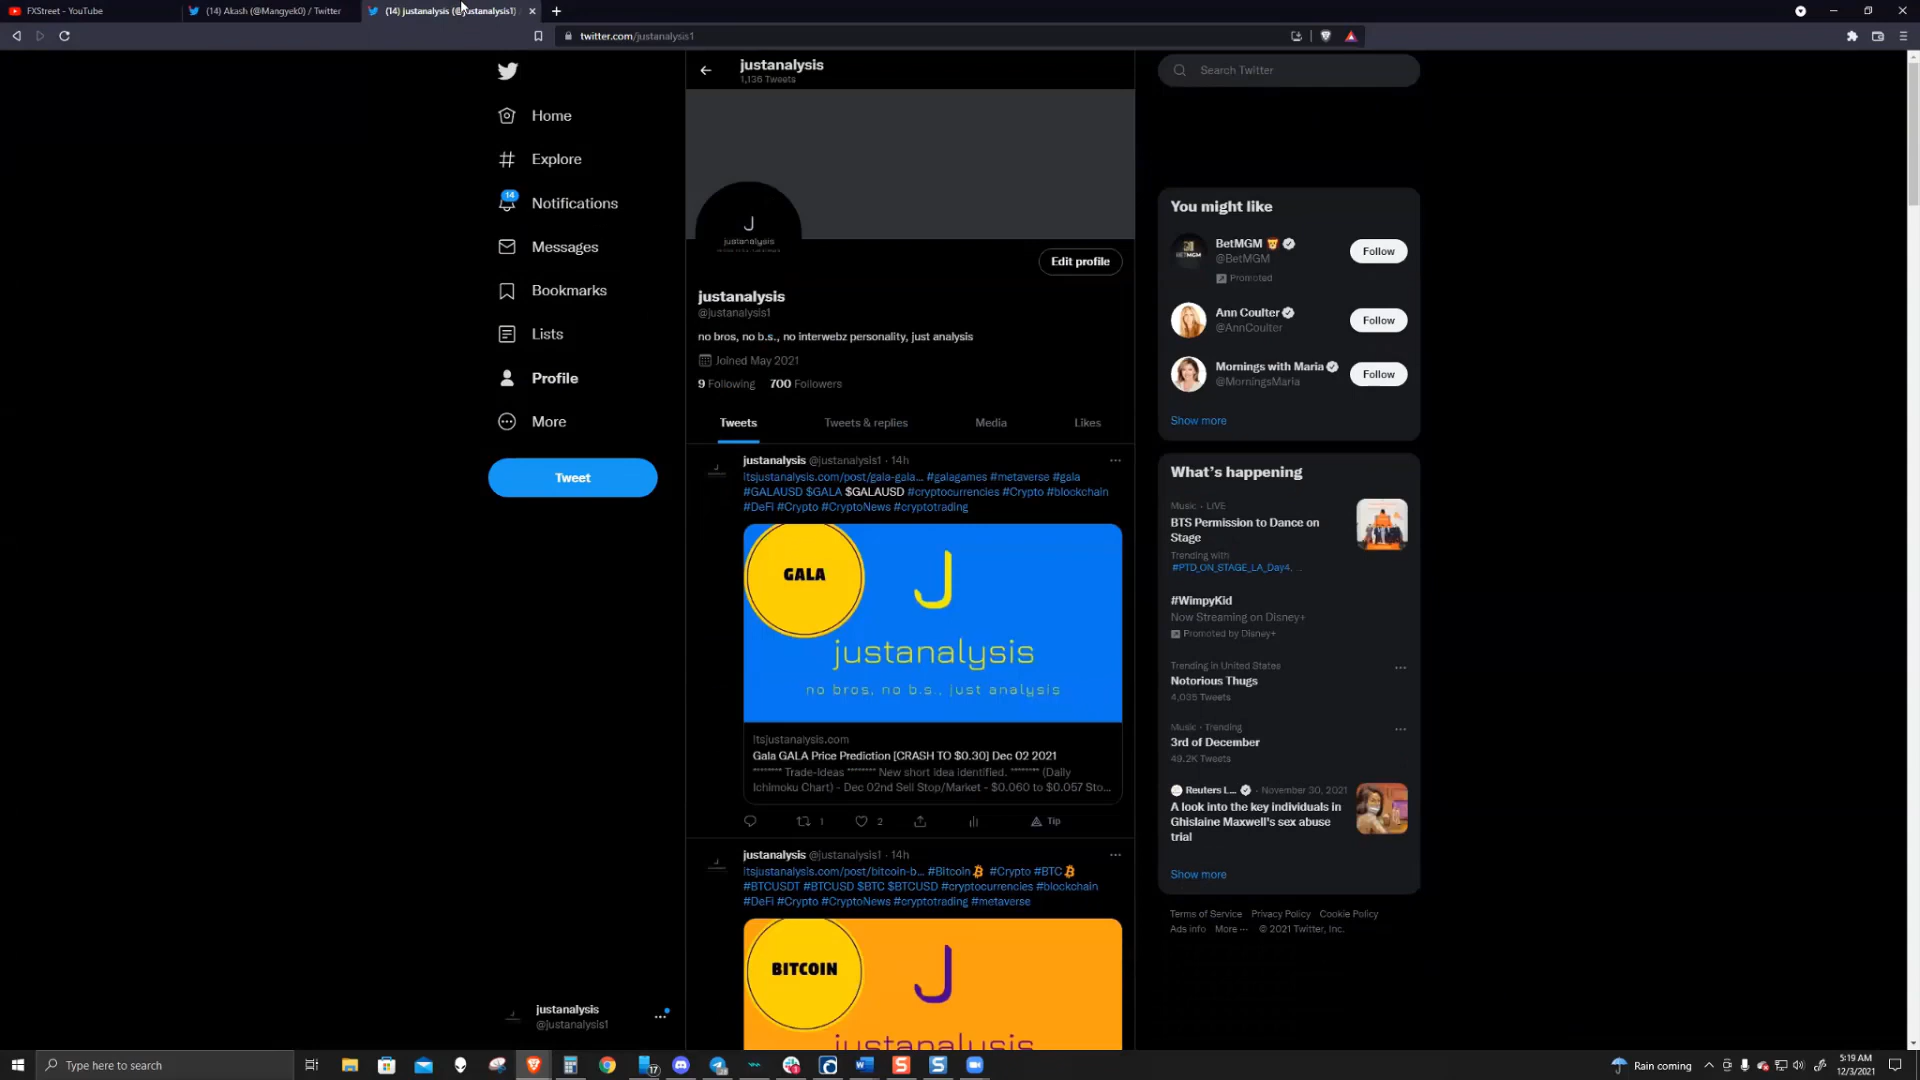 FXStreet - YouTube
(14) Akash (@Mangyek0) / Twitter
(14) justanalysis
twitter.com/justanalysis1
justanalysis
1,136 Tweets
Search Twitter
Home
Explore
14
Notifications
Messages
Bookmarks
Lists
Profile
More
Tweet
J
justanalysis
Edit profile
justanalysis
@justanalysis1
no bros, no b.s., no interwebz personality, just analysis
Joined May 2021
9 Following 700 Followers
Tweets
Tweets & replies
Media
Likes
justanalysis @justanalysis1 · 14h
itsjustanalysis.com/post/gala-gala... #galagames #metaverse #gala
#GALAUSD $GALA $GALAUSD #cryptocurrencies #Crypto #blockchain
#DeFi #Crypto #CryptoNews #cryptotrading
GALA
J
justanalysis
no bros, no b.s., just analysis
itsjustanalysis.com
Gala GALA Price Prediction [CRASH TO $0.30] Dec 02 2021
******** Trade-Ideas ******** New short idea identified. ******** (Daily
Ichimoku Chart) - Dec 02nd Sell Stop/Market - $0.060 to $0.057 Sto...
1
2
Tip
justanalysis @justanalysis1 · 14h
itsjustanalysis.com/post/bitcoin-b... #Bitcoin #Crypto #BTC
#BTCUSDT #BTCUSD $BTC $BTCUSD #cryptocurrencies #blockchain
#DeFi #Crypto #CryptoNews #cryptotrading #metaverse
BITCOIN
J
justanalysis
You might like
BetMGM
@BetMGM
Promoted
Follow
Ann Coulter
@AnnCoulter
Follow
Mornings with Maria
@MorningsMaria
Follow
Show more
What's happening
Music · LIVE
BTS Permission to Dance on
Stage
Trending with
#PTD_ON_STAGE_LA_Day4, ...
#WimpyKid
Now Streaming on Disney+
Promoted by Disney+
Trending in United States
Notorious Thugs
4,035 Tweets
Music · Trending
3rd of December
49.2K Tweets
Reuters L... · November 30, 2021
A look into the key individuals in
Ghislaine Maxwell's sex abuse
trial
Show more
Terms of Service Privacy Policy Cookie Policy
Ads info More ··· © 2021 Twitter, Inc.
justanalysis
@justanalysis1
Type here to search
17
Rain coming
5:19 AM
12/3/2021